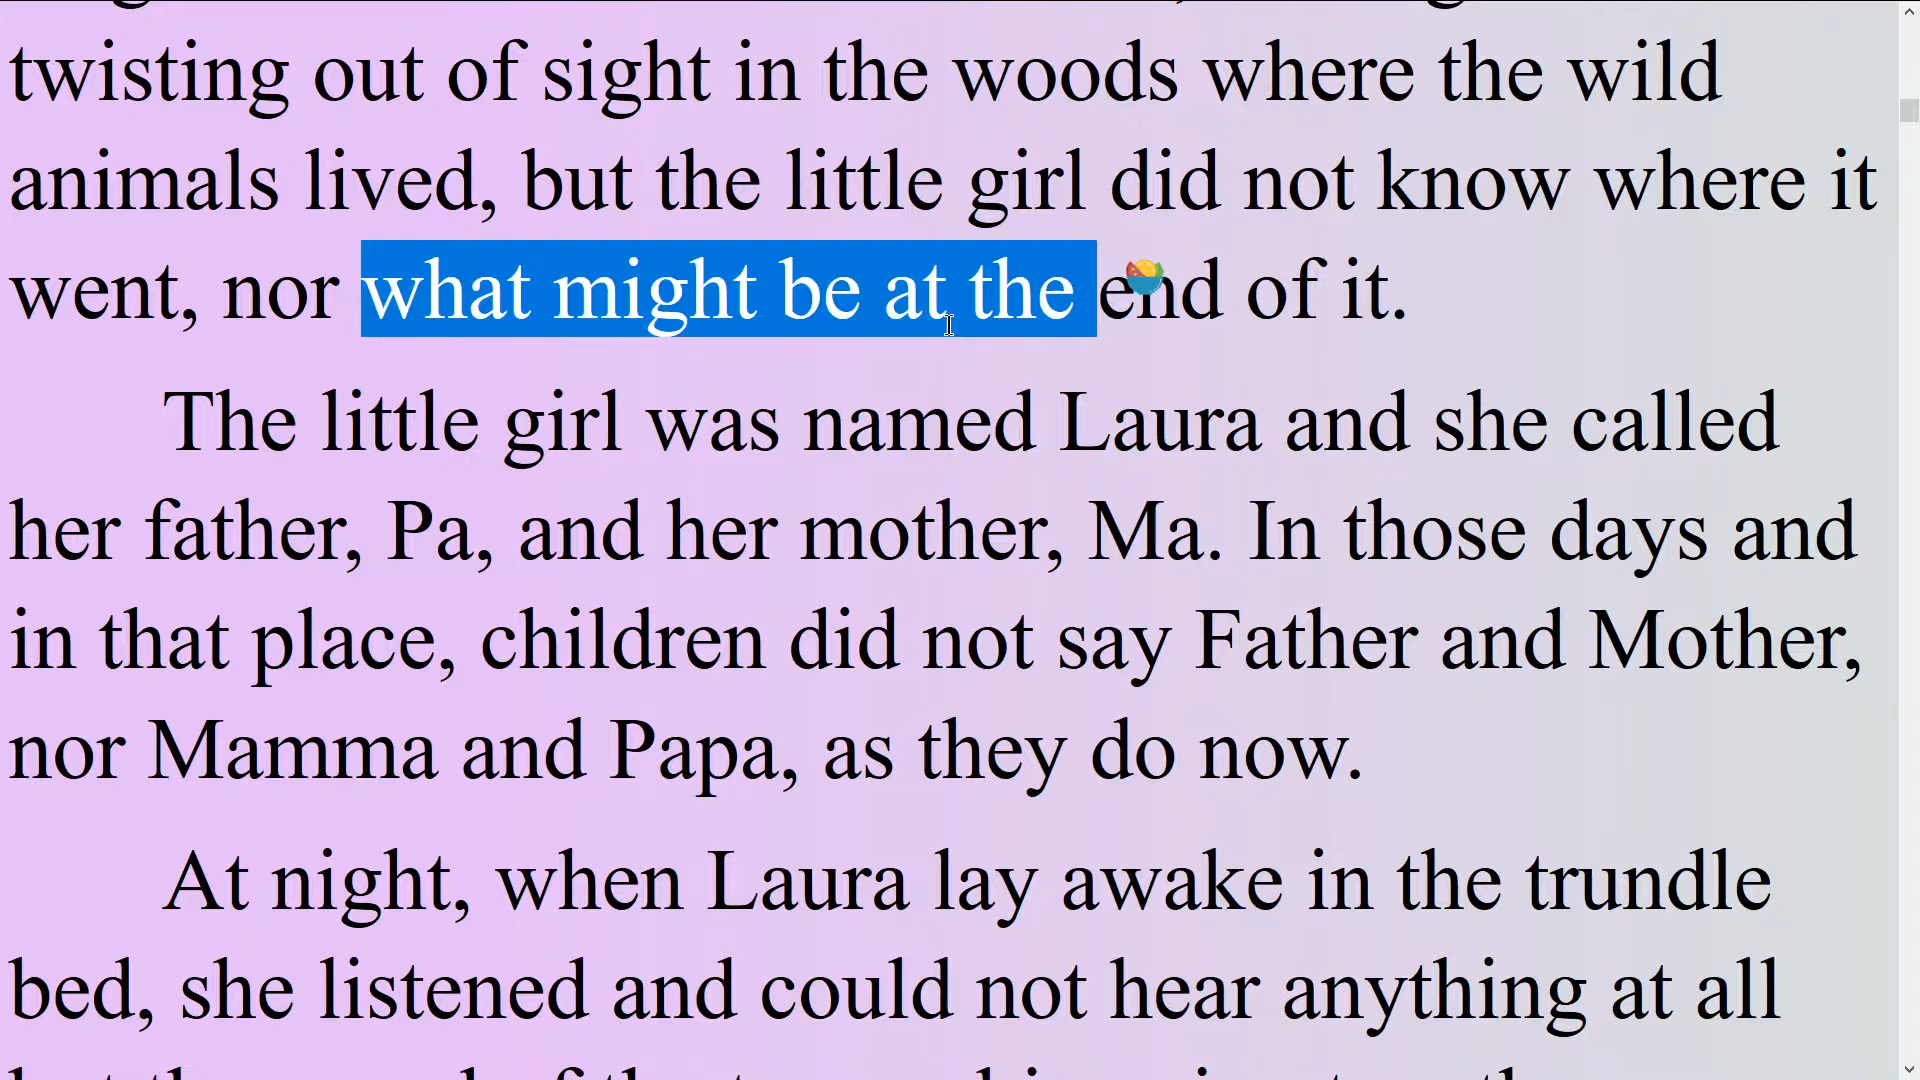 twisting out of sight in the woods where the wild
animals lived, but the little girl did not know where it
went, nor what might be at the end of it.
The little girl was named Laura and she called
her father, Pa, and her mother, Ma. In those days and
in that place, children did not say Father and Mother,
nor Mamma and Papa, as they do now.
At night, when Laura lay awake in the trundle
bed, she listened and could not hear anything at all